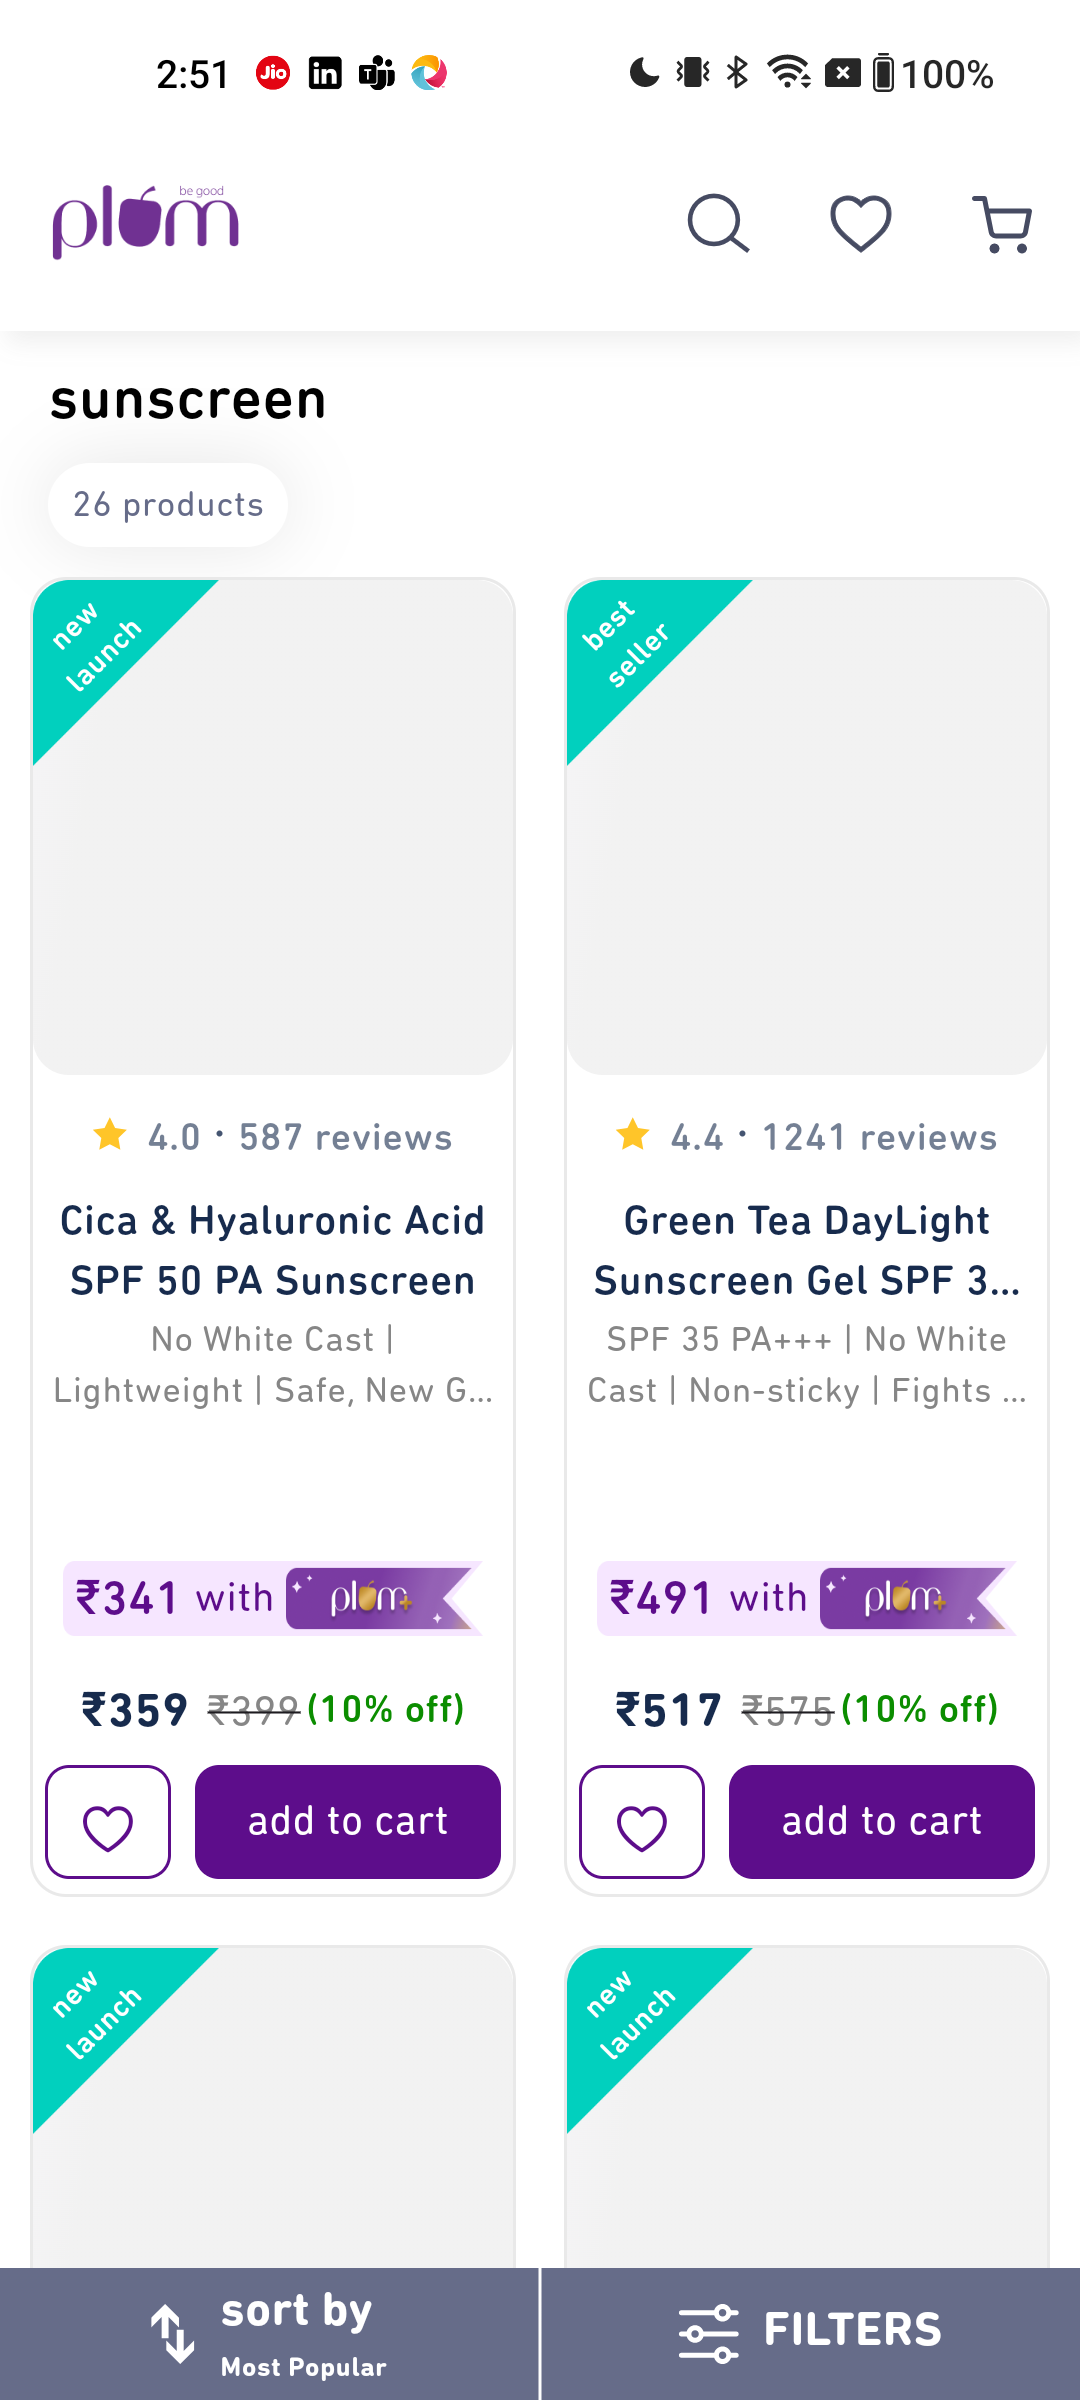 2:51 Jio in T 100%
plum be good
sunscreen
26 products
new
launch
4.0 · 587 reviews
Cica & Hyaluronic Acid
SPF 50 PA Sunscreen
No White Cast |
Lightweight | Safe, New G...
₹341 with plum+
₹359 ₹399 (10% off)
add to cart
best
seller
4.4 · 1241 reviews
Green Tea DayLight
Sunscreen Gel SPF 3...
SPF 35 PA+++ | No White
Cast | Non-sticky | Fights ...
₹491 with plum+
₹517 ₹575 (10% off)
add to cart
new
launch
new
launch
sort by
Most Popular
FILTERS